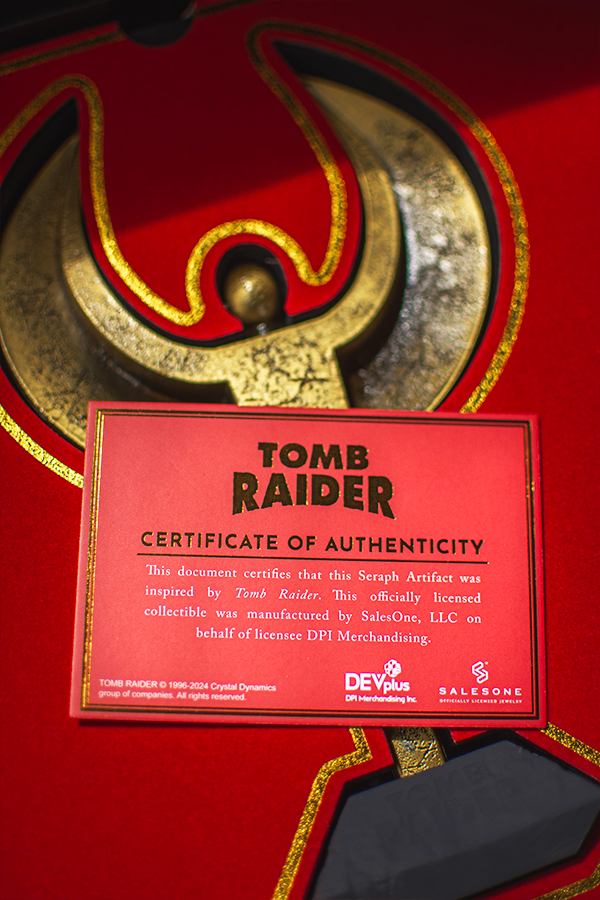 TOMB
RAIDER
CERTIFICATE OF AUTHENTICITY
This document certifies that this Seraph Artifact was
inspired by Tomb Raider. This officially licensed
collectible was manufactured by SalesOne, LLC on
behalf of licensee DPI Merchandising.
TOMB RAIDER © 1996-2024 Crystal Dynamics
group of companies. All rights reserved.
DEVplus
DPI Merchandising Inc.
SALESONE
OFFICIALLY LICENSED JEWELRY
TOMB
RAIDER